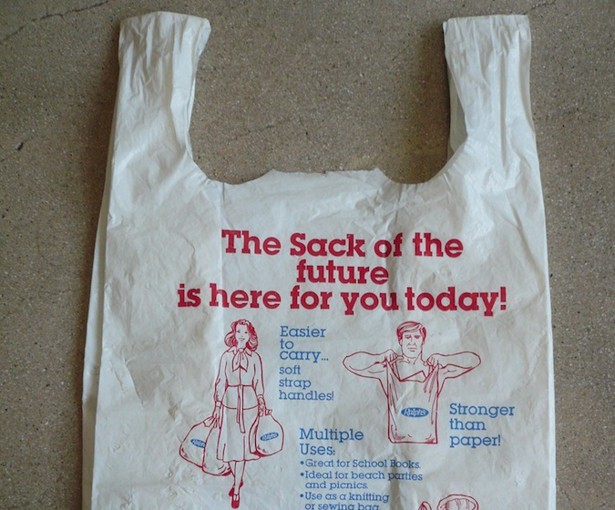 The Sack of the
future
is here for you today!
Easier
to
carry...
soft
strap
handles!
Stronger
than
paper!
Multiple
Uses:
•Great for School Books.
•Ideal for beach parties
and picnics.
•Use as a knitting
or sewing bag.